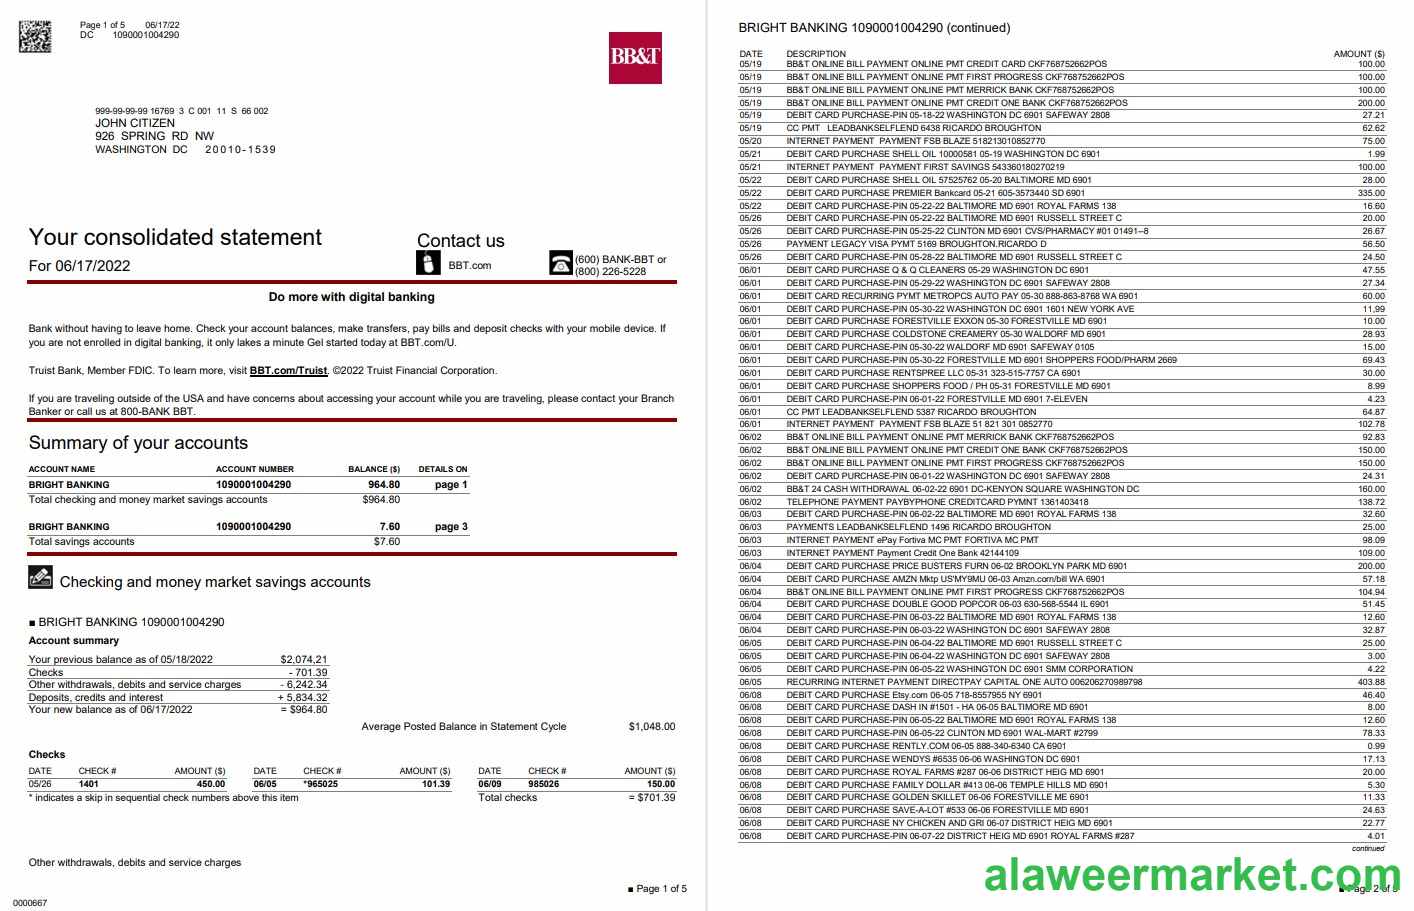 Page 1 of 5 06/17/22
DC 1090001004290
BB&T
999-99-99-99 16769 3 C 001 11 S 66 002
JOHN CITIZEN
926 SPRING RD NW
WASHINGTON DC 20010-1539
Your consolidated statement
For 06/17/2022
Contact us
BBT.com
(600) BANK-BBT or
(800) 226-5228
Do more with digital banking
Bank without having to leave home. Check your account balances, make transfers, pay bills and deposit checks with your mobile device. If
you are not enrolled in digital banking, it only lakes a minute Gel started today at BBT.com/U.
Truist Bank, Member FDIC. To learn more, visit BBT.com/Truist. ©2022 Truist Financial Corporation.
If you are traveling outside of the USA and have concerns about accessing your account while you are traveling, please contact your Branch
Banker or call us at 800-BANK BBT.
Summary of your accounts
ACCOUNT NAME ACCOUNT NUMBER BALANCE ($) DETAILS ON
BRIGHT BANKING 1090001004290 964.80 page 1
Total checking and money market savings accounts $964.80
BRIGHT BANKING 1090001004290 7.60 page 3
Total savings accounts $7.60
Checking and money market savings accounts
■ BRIGHT BANKING 1090001004290
Account summary
Your previous balance as of 05/18/2022 $2,074,21
Checks - 701.39
Other withdrawals, debits and service charges - 6,242.34
Deposits, credits and interest + 5,834.32
Your new balance as of 06/17/2022 = $964.80
Average Posted Balance in Statement Cycle $1,048.00
Checks
DATE CHECK # AMOUNT ($) DATE CHECK # AMOUNT ($) DATE CHECK # AMOUNT ($)
05/26 1401 450.00 06/05 *965025 101.39 06/09 985026 150.00
* indicates a skip in sequential check numbers above this item Total checks = $701.39
Other withdrawals, debits and service charges
■ Page 1 of 5
0000667
BRIGHT BANKING 1090001004290 (continued)
DATE DESCRIPTION AMOUNT ($)
05/19 BB&T ONLINE BILL PAYMENT ONLINE PMT CREDIT CARD CKF768752662POS 100.00
05/19 BB&T ONLINE BILL PAYMENT ONLINE PMT FIRST PROGRESS CKF768752662POS 100.00
05/19 BB&T ONLINE BILL PAYMENT ONLINE PMT MERRICK BANK CKF768752662POS 100.00
05/19 BB&T ONLINE BILL PAYMENT ONLINE PMT CREDIT ONE BANK CKF768752662POS 200.00
05/19 DEBIT CARD PURCHASE-PIN 05-18-22 WASHINGTON DC 6901 SAFEWAY 2808 27.21
05/19 CC PMT LEADBANKSELFLEND 6438 RICARDO BROUGHTON 62.62
05/20 INTERNET PAYMENT PAYMENT FSB BLAZE 518213010852770 75.00
05/21 DEBIT CARD PURCHASE SHELL OIL 10000581 05-19 WASHINGTON DC 6901 1.99
05/21 INTERNET PAYMENT PAYMENT FIRST SAVINGS 543360180270219 100.00
05/22 DEBIT CARD PURCHASE SHELL OIL 57525762 05-20 BALTIMORE MD 6901 28.00
05/22 DEBIT CARD PURCHASE PREMIER Bankcard 05-21 605-3573440 SD 6901 335.00
05/22 DEBIT CARD PURCHASE-PIN 05-22-22 BALTIMORE MD 6901 ROYAL FARMS 138 16.60
05/26 DEBIT CARD PURCHASE-PIN 05-22-22 BALTIMORE MD 6901 RUSSELL STREET C 20.00
05/26 DEBIT CARD PURCHASE-PIN 05-25-22 CLINTON MD 6901 CVS/PHARMACY #01 01491--8 26.67
05/26 PAYMENT LEGACY VISA PYMT 5169 BROUGHTON.RICARDO D 56.50
05/26 DEBIT CARD PURCHASE-PIN 05-28-22 BALTIMORE MD 6901 RUSSELL STREET C 24.50
06/01 DEBIT CARD PURCHASE Q & Q CLEANERS 05-29 WASHINGTON DC 6901 47.55
06/01 DEBIT CARD PURCHASE-PIN 05-29-22 WASHINGTON DC 6901 SAFEWAY 2808 27.34
06/01 DEBIT CARD RECURRING PYMT METROPCS AUTO PAY 05-30 888-863-8768 WA 6901 60.00
06/01 DEBIT CARD PURCHASE-PIN 05-30-22 WASHINGTON DC 6901 1601 NEW YORK AVE 11,99
06/01 DEBIT CARD PURCHASE FORESTVILLE EXXON 05-30 FORESTVILLE MD 6901 10.00
06/01 DEBIT CARD PURCHASE COLDSTONE CREAMERY 05-30 WALDORF MD 6901 28.93
06/01 DEBIT CARD PURCHASE-PIN 05-30-22 WALDORF MD 6901 SAFEWAY 0105 15.00
06/01 DEBIT CARD PURCHASE-PIN 05-30-22 FORESTVILLE MD 6901 SHOPPERS FOOD/PHARM 2669 69.43
06/01 DEBIT CARD PURCHASE RENTSPREE LLC 05-31 323-515-7757 CA 6901 30.00
06/01 DEBIT CARD PURCHASE SHOPPERS FOOD / PH 05-31 FORESTVILLE MD 6901 8.99
06/01 DEBIT CARD PURCHASE-PIN 06-01-22 FORESTVILLE MD 6901 7-ELEVEN 4.23
06/01 CC PMT LEADBANKSELFLEND 5387 RICARDO BROUGHTON 64.87
06/01 INTERNET PAYMENT PAYMENT FSB BLAZE 51 821 301 0852770 102.78
06/02 BB&T ONLINE BILL PAYMENT ONLINE PMT MERRICK BANK CKF768752662POS 92.83
06/02 BB&T ONLINE BILL PAYMENT ONLINE PMT CREDIT ONE BANK CKF768752662POS 150.00
06/02 BB&T ONLINE BILL PAYMENT ONLINE PMT FIRST PROGRESS CKF768752662POS 150.00
06/02 DEBIT CARD PURCHASE-PIN 06-01-22 WASHINGTON DC 6901 SAFEWAY 2808 24.31
06/02 BB&T 24 CASH WITHDRAWAL 06-02-22 6901 DC-KENYON SQUARE WASHINGTON DC 160.00
06/02 TELEPHONE PAYMENT PAYBYPHONE CREDITCARD PYMNT 1361403418 138.72
06/03 DEBIT CARD PURCHASE-PIN 06-02-22 BALTIMORE MD 6901 ROYAL FARMS 138 32.60
06/03 PAYMENTS LEADBANKSELFLEND 1496 RICARDO BROUGHTON 25.00
06/03 INTERNET PAYMENT ePay Fortiva MC PMT FORTIVA MC PMT 98.09
06/03 INTERNET PAYMENT Payment Credit One Bank 42144109 109.00
06/04 DEBIT CARD PURCHASE PRICE BUSTERS FURN 06-02 BROOKLYN PARK MD 6901 200.00
06/04 DEBIT CARD PURCHASE AMZN Mktp US'MY9MU 06-03 Amzn.com/bill WA 6901 57.18
06/04 BB&T ONLINE BILL PAYMENT ONLINE PMT FIRST PROGRESS CKF768752662POS 104.94
06/04 DEBIT CARD PURCHASE DOUBLE GOOD POPCOR 06-03 630-568-5544 IL 6901 51.45
06/04 DEBIT CARD PURCHASE-PIN 06-03-22 BALTIMORE MD 6901 ROYAL FARMS 138 12.60
06/04 DEBIT CARD PURCHASE-PIN 06-03-22 WASHINGTON DC 6901 SAFEWAY 2808 32.87
06/05 DEBIT CARD PURCHASE-PIN 06-04-22 BALTIMORE MD 6901 RUSSELL STREET C 25.00
06/05 DEBIT CARD PURCHASE-PIN 06-04-22 WASHINGTON DC 6901 SAFEWAY 2808 3.00
06/05 DEBIT CARD PURCHASE-PIN 06-05-22 WASHINGTON DC 6901 SMM CORPORATION 4.22
06/05 RECURRING INTERNET PAYMENT DIRECTPAY CAPITAL ONE AUTO 006206270989798 403.88
06/08 DEBIT CARD PURCHASE Etsy.com 06-05 718-8557955 NY 6901 46.40
06/08 DEBIT CARD PURCHASE DASH IN #1501 - HA 06-05 BALTIMORE MD 6901 8.00
06/08 DEBIT CARD PURCHASE-PIN 06-05-22 BALTIMORE MD 6901 ROYAL FARMS 138 12.60
06/08 DEBIT CARD PURCHASE-PIN 06-05-22 CLINTON MD 6901 WAL-MART #2799 78.33
06/08 DEBIT CARD PURCHASE RENTLY.COM 06-05 888-340-6340 CA 6901 0.99
06/08 DEBIT CARD PURCHASE WENDYS #6535 06-06 WASHINGTON DC 6901 17.13
06/08 DEBIT CARD PURCHASE ROYAL FARMS #287 06-06 DISTRICT HEIG MD 6901 20.00
06/08 DEBIT CARD PURCHASE FAMILY DOLLAR #413 06-06 TEMPLE HILLS MD 6901 5.30
06/08 DEBIT CARD PURCHASE GOLDEN SKILLET 06-06 FORESTVILLE ME 6901 11.33
06/08 DEBIT CARD PURCHASE SAVE-A-LOT #533 06-06 FORESTVILLE MD 6901 24.63
06/08 DEBIT CARD PURCHASE NY CHICKEN AND GRI 06-07 DISTRICT HEIG MD 6901 22.77
06/08 DEBIT CARD PURCHASE-PIN 06-07-22 DISTRICT HEIG MD 6901 ROYAL FARMS #287 4.01
continued
alaweermarket.com
■ Page 2 of 5